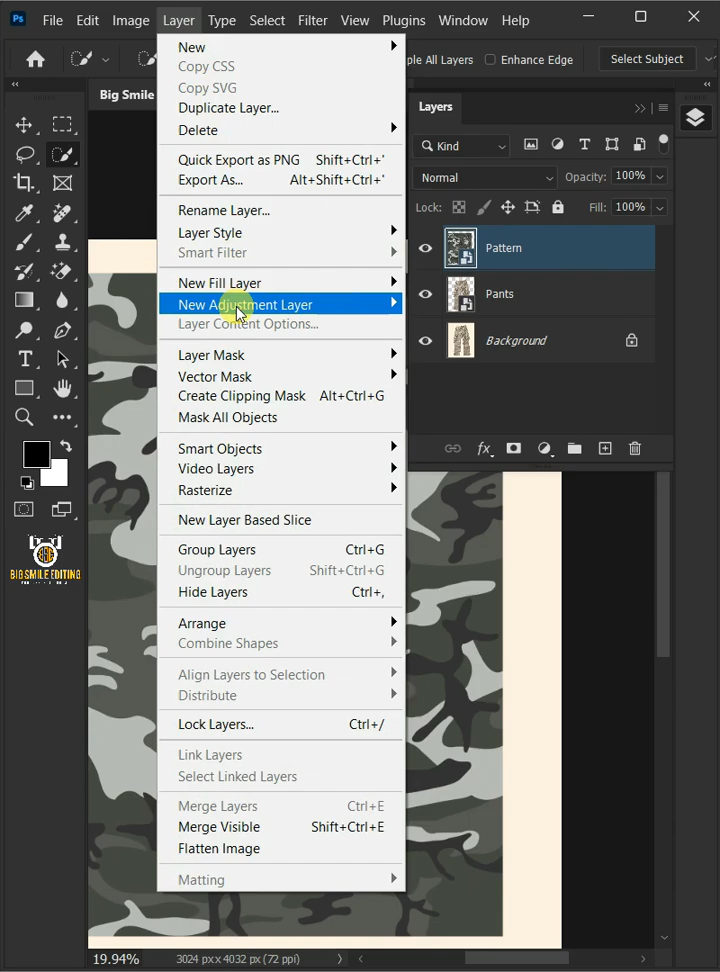 Ps File Edit Image Layer Type Select Filter View Plugins Window Help
ple All Layers Enhance Edge Select Subject
Big Smile
New
Copy CSS
Copy SVG
Duplicate Layer...
Delete
Quick Export as PNG Shift+Ctrl+'
Export As... Alt+Shift+Ctrl+'
Rename Layer...
Layer Style
Smart Filter
New Fill Layer
New Adjustment Layer
Layer Content Options...
Layer Mask
Vector Mask
Create Clipping Mask Alt+Ctrl+G
Mask All Objects
Smart Objects
Video Layers
Rasterize
New Layer Based Slice
Group Layers Ctrl+G
Ungroup Layers Shift+Ctrl+G
Hide Layers Ctrl+,
Arrange
Combine Shapes
Align Layers to Selection
Distribute
Lock Layers... Ctrl+/
Link Layers
Select Linked Layers
Merge Layers Ctrl+E
Merge Visible Shift+Ctrl+E
Flatten Image
Matting
Layers
Kind
Normal Opacity: 100%
Lock: Fill: 100%
Pattern
Pants
Background
fx
BIG SMILE EDITING
19.94% 3024 px x 4032 px (72 ppi)